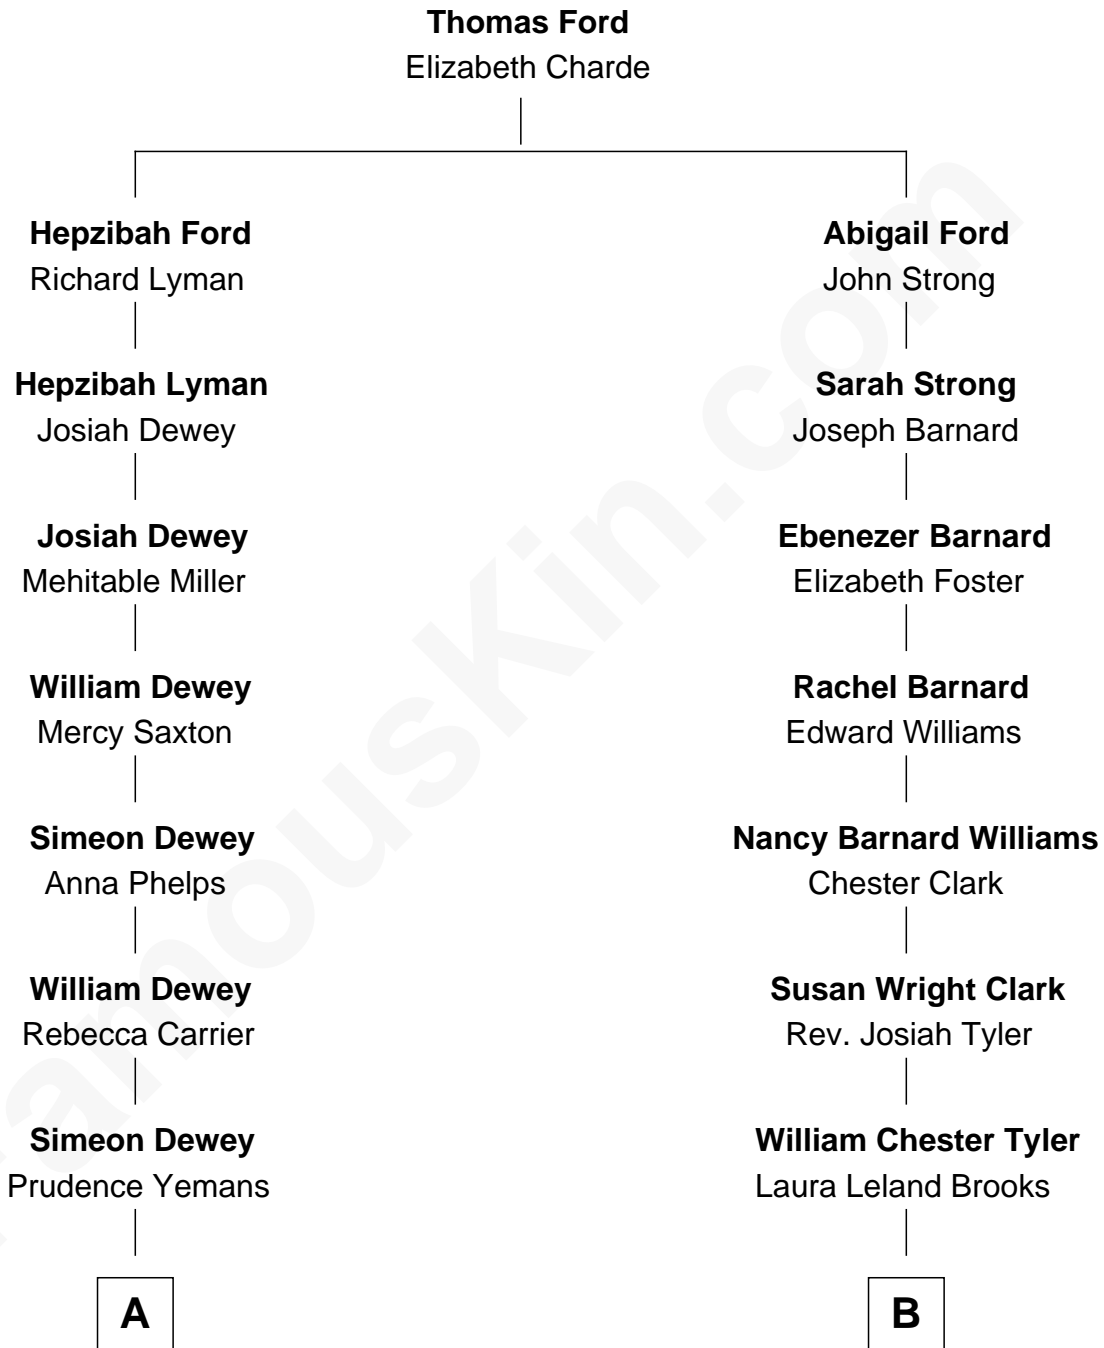 Thomas Ford
Elizabeth Charde
Hepzibah Ford
Richard Lyman
Abigail Ford
John Strong
Hepzibah Lyman
Josiah Dewey
Sarah Strong
Joseph Barnard
Josiah Dewey
Mehitable Miller
Ebenezer Barnard
Elizabeth Foster
William Dewey
Mercy Saxton
Rachel Barnard
Edward Williams
Simeon Dewey
Anna Phelps
Nancy Barnard Williams
Chester Clark
William Dewey
Rebecca Carrier
Susan Wright Clark
Rev. Josiah Tyler
Simeon Dewey
Prudence Yemans
William Chester Tyler
Laura Leland Brooks
A
B
FamousKin.com